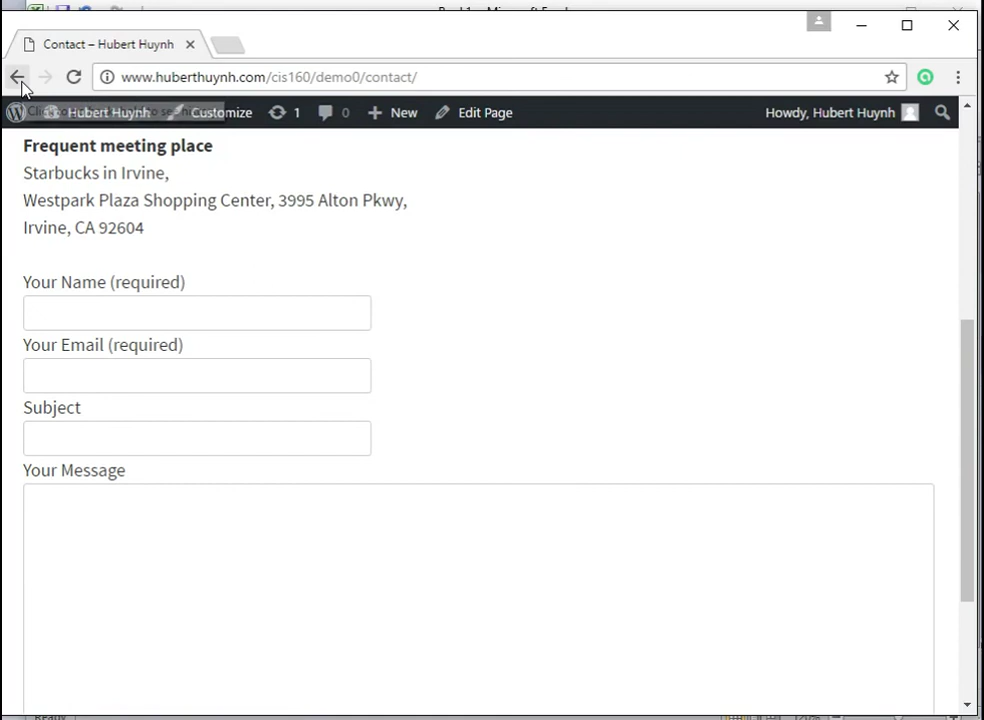 Contact – Hubert Huynh
www.huberthuynh.com/cis160/demo0/contact/
Hubert Huynh Customize 1 0 New Edit Page Howdy, Hubert Huynh
Frequent meeting place
Starbucks in Irvine,
Westpark Plaza Shopping Center, 3995 Alton Pkwy,
Irvine, CA 92604
Your Name (required)
Your Email (required)
Subject
Your Message